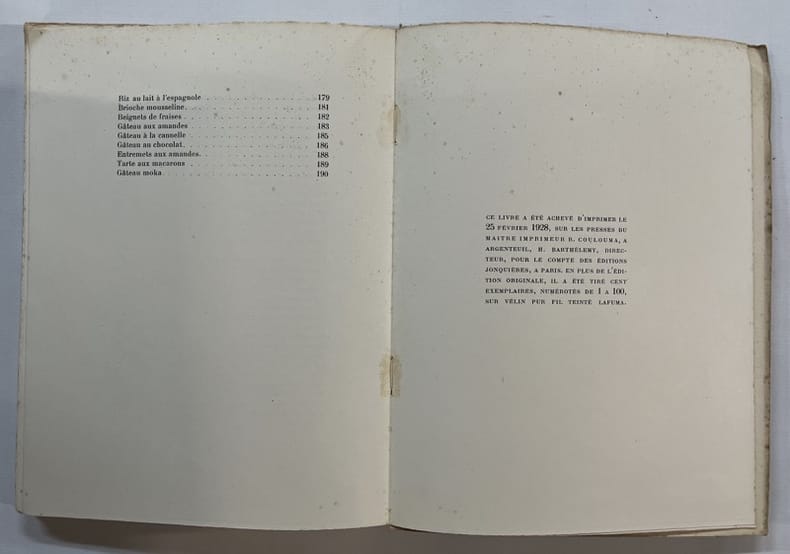 Riz au lait à l'espagnole . . . . . . . . . . . . 179
Brioche mousseline. . . . . . . . . . . . . . 181
Beignets de fraises . . . . . . . . . . . . . . 182
Gâteau aux amandes . . . . . . . . . . . . . 183
Gâteau à la cannelle . . . . . . . . . . . . . 185
Gâteau au chocolat. . . . . . . . . . . . . . 186
Entremets aux amandes. . . . . . . . . . . . 188
Tarte aux macarons . . . . . . . . . . . . . 189
Gâteau moka . . . . . . . . . . . . . . . . 190
CE LIVRE A ÉTÉ ACHEVÉ D'IMPRIMER LE
25 FÉVRIER 1928, SUR LES PRESSES DU
MAITRE IMPRIMEUR R. COULOUMA, A
ARGENTEUIL, H. BARTHÉLEMY, DIREC-
TEUR, POUR LE COMPTE DES ÉDITIONS
JONQUIÈRES, A PARIS. EN PLUS DE L'ÉDI-
TION ORIGINALE, IL A ÉTÉ TIRÉ CENT
EXEMPLAIRES, NUMÉROTÉS DE 1 A 100,
SUR VÉLIN PUR FIL TEINTÉ LAFUMA.